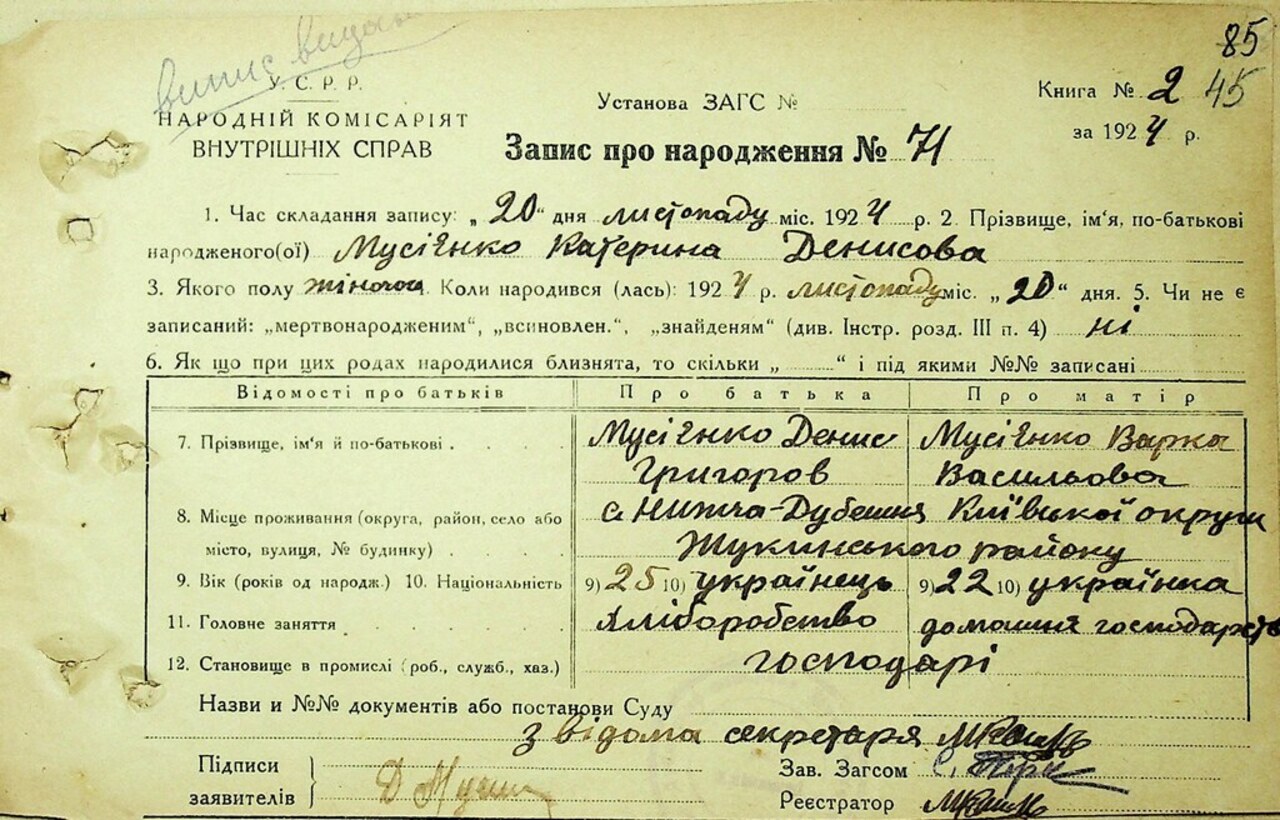 85
45
випис видан
У.С.Р.Р.
НАРОДНІЙ КОМІСАРІЯТ
ВНУТРІШНІХ СПРАВ
Установа ЗАГС №
Книга № 2
за 1924 р.
Запис про народження № 71
1. Час складання запису: „20“ дня листопаду міс. 1924 р. 2. Прізвище, ім‘я, по-батькові
народженого(ої) Мусієнко Катерина Денисова
3. Якого полу жіночого. Коли народився (лась): 1924 р. листопаду міс. „20“ дня. 5. Чи не є
записаний: „мертвонародженим“, „всиновлен.“, „знайденям“ (див. Інстр. розд. III п. 4) ні
6. Як що при цих родах народилися близнята, то скільки „ “ і під якими №№ записані
Відомості про батьків Про батька Про матір
7. Прізвище, ім‘я й по-батькові Мусієнко Денис Мусієнко Варка
Григоров Васильова
8. Місце проживання (округа, район, село або с Нижча-Дубешня Київської округи
місто, вулиця, № будинку) Жукинського району
9. Вік (років од народж.) 10. Національність 9) 25 10) українець 9) 22 10) українка
11. Головне заняття Хліборобство домашня господарств
12. Становище в промислі (роб., служб., хаз.) господарі
Назви и №№ документів або постанови Суду
з відома секретаря
Підписи
заявителів
Д
Зав. Загсом
Реєстратор